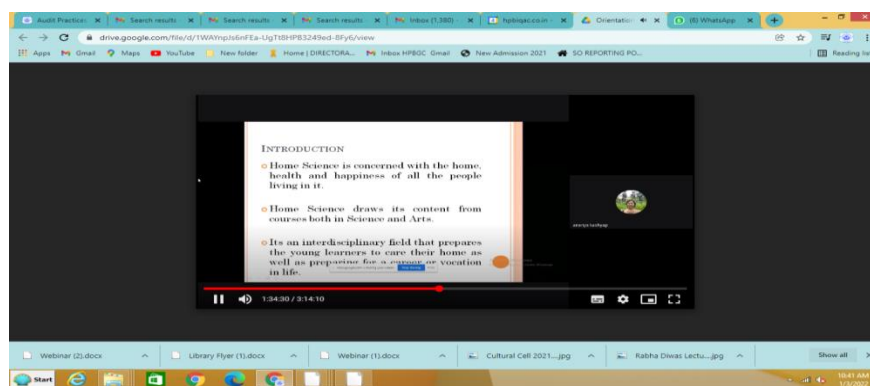 Audit Practice
Search results
Search results
Search results
Inbox (1,380)
hpbiqac.co.in
Orientation
(6) WhatsApp
drive.google.com/file/d/
Apps
Gmail
Maps
YouTube
New folder
Home | DIRECTORA...
Inbox HPBGC Gmail
New Admission 2021
SO REPORTING PO...
Reading list
INTRODUCTION
Home Science is concerned with the home,
health and happiness of all the people
living in it.
Home Science draws its content from
courses both in Science and Arts.
Its an interdisciplinary field that prepares
the young learners to care their home as
well as preparing for a career or vocation
in life.
1:34:30 / 3:14:10
Webinar (2).docx
Library Flyer (1).docx
Webinar (1).docx
Cultural Cell 2021....jpg
Rabha Diwas Lectu....jpg
Show all
Start
10:41 AM
1/3/2022